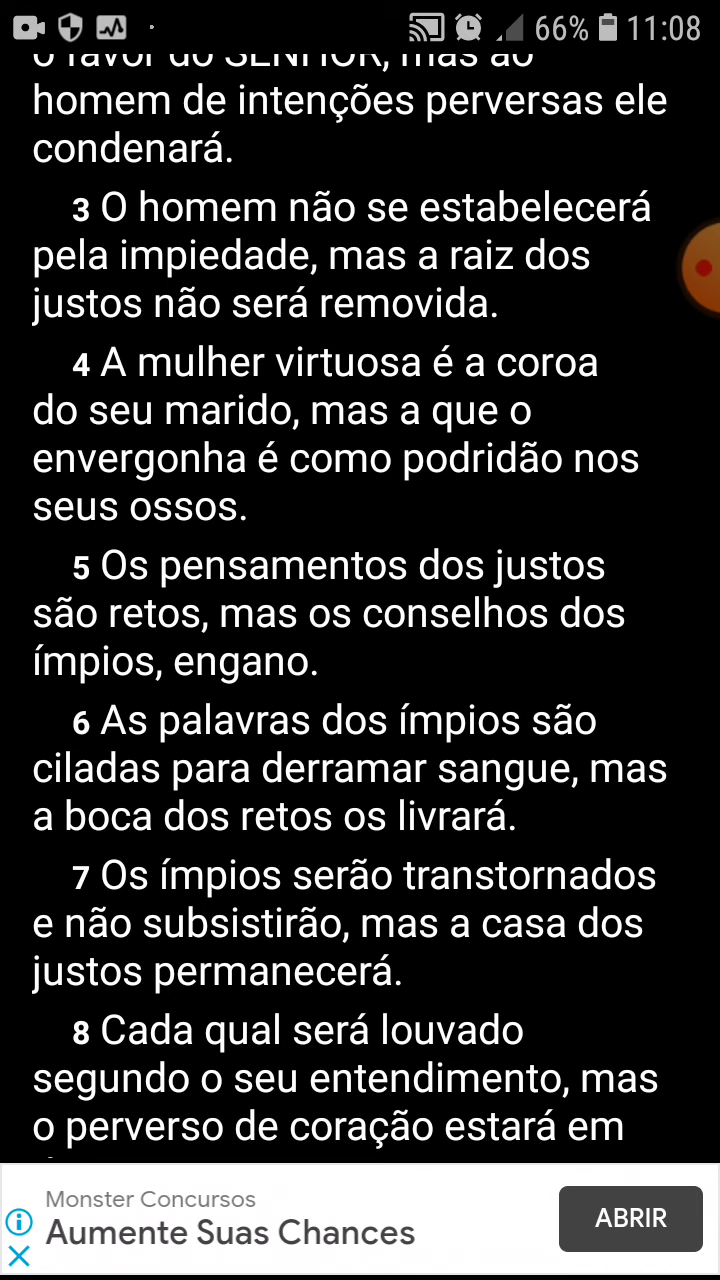 66% 11:08
o favor do SENHOR, mas ao
homem de intenções perversas ele
condenará.
3 O homem não se estabelecerá
pela impiedade, mas a raiz dos
justos não será removida.
4 A mulher virtuosa é a coroa
do seu marido, mas a que o
envergonha é como podridão nos
seus ossos.
5 Os pensamentos dos justos
são retos, mas os conselhos dos
ímpios, engano.
6 As palavras dos ímpios são
ciladas para derramar sangue, mas
a boca dos retos os livrará.
7 Os ímpios serão transtornados
e não subsistirão, mas a casa dos
justos permanecerá.
8 Cada qual será louvado
segundo o seu entendimento, mas
o perverso de coração estará em
Monster Concursos
Aumente Suas Chances
ABRIR